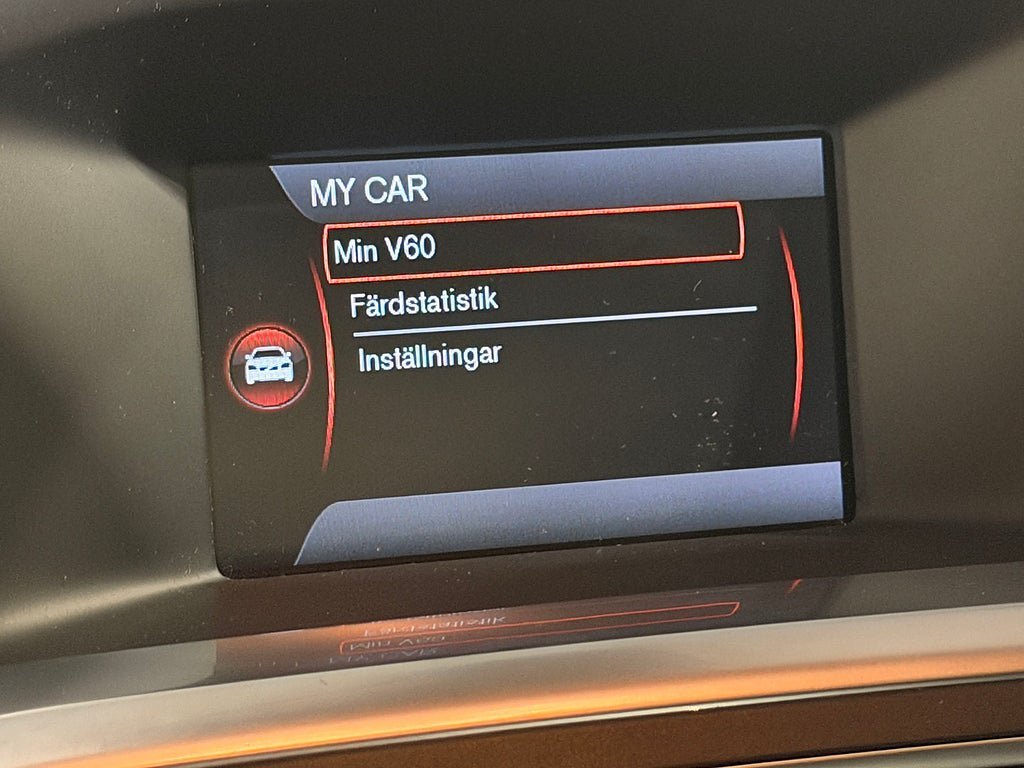 MY CAR
Min V60
Färdstatistik
Inställningar